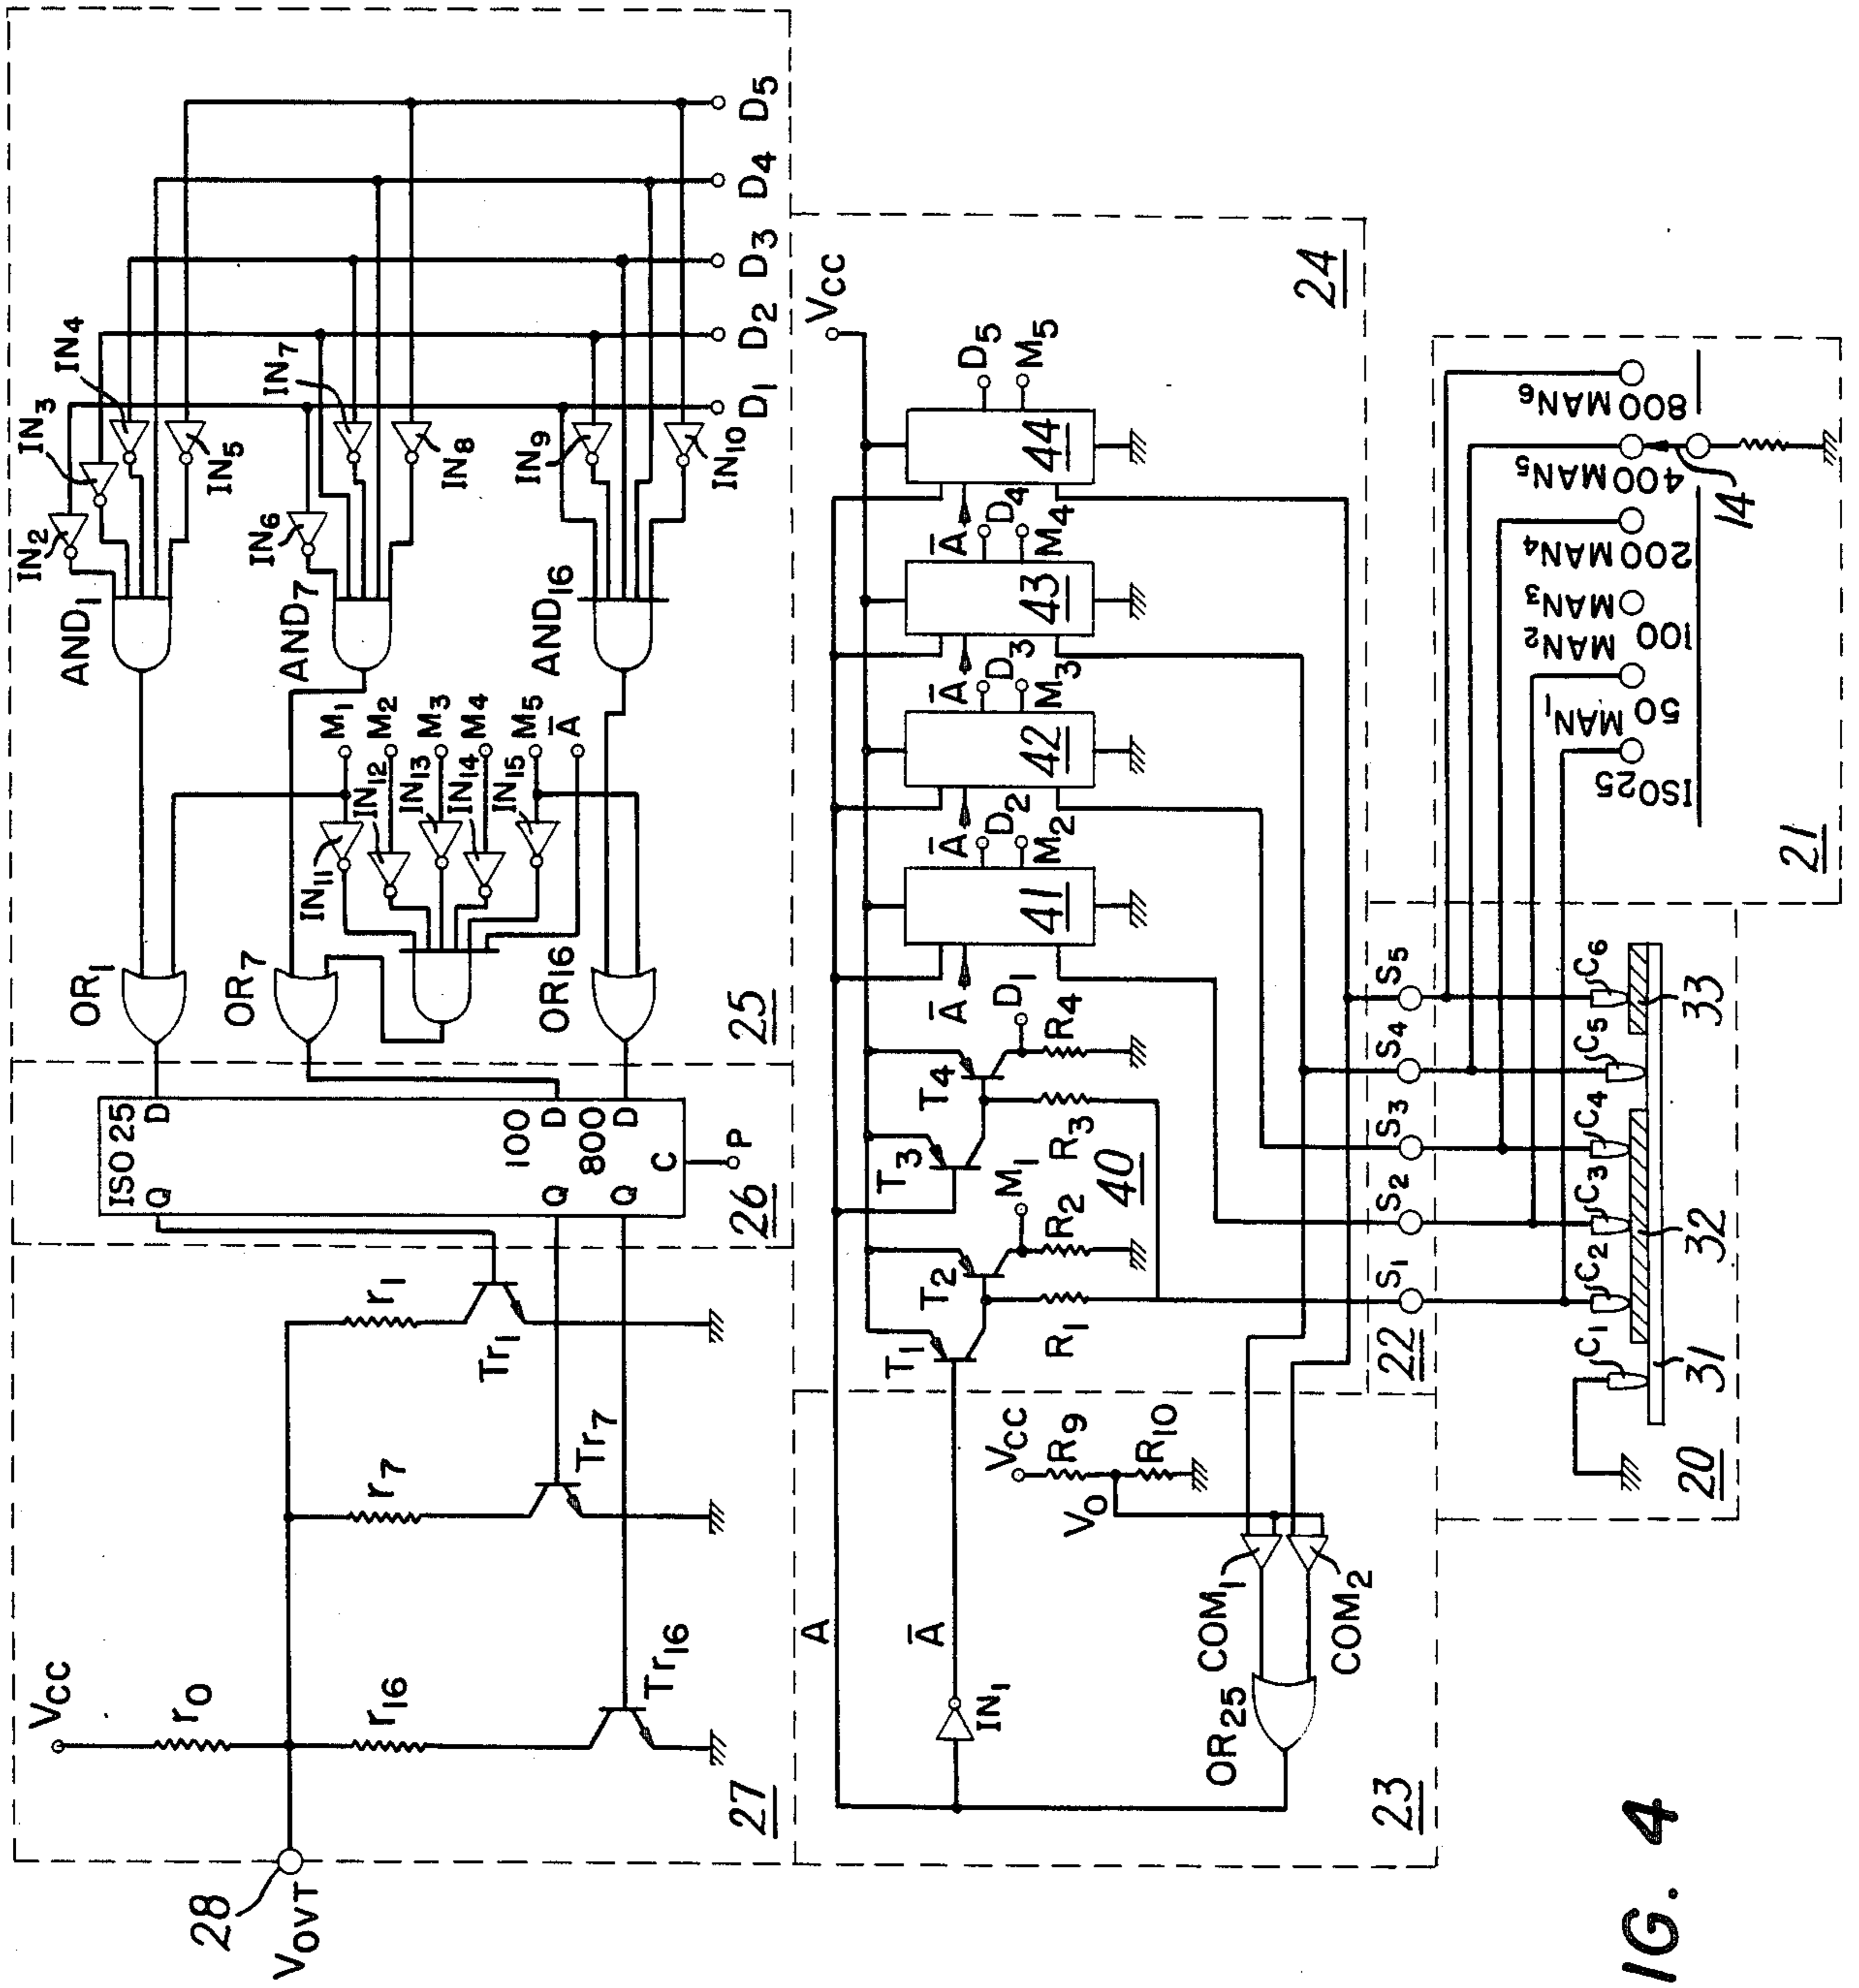 VCC
r0
r16
r7
r1
Tr16
Tr7
Tr1
28
VOVT
27
ISO 25
Q
D
100
Q
D
800
Q
D
C
P
26
OR1
OR7
OR16
25
AND1
AND7
AND16
IN2
IN3
IN4
IN5
IN6
IN7
IN8
IN9
IN10
IN11
IN12
IN13
IN14
IN15
M1
M2
M3
M4
M5
A̅
D1
D2
D3
D4
D5
A
A̅
IN1
OR25
COM1
COM2
V0
VCC
R9
R10
23
T1
T2
R1
R2
M1
T3
T4
R3
R4
D1
40
A̅
41
D2
M2
A̅
42
D3
M3
A̅
43
D4
M4
A̅
44
D5
M5
VCC
24
22
S1
S2
S3
S4
S5
C1
C2
C3
C4
C5
C6
31
32
33
20
ISO25
50 MAN1
100 MAN2
MAN3
200 MAN4
400 MAN5
800 MAN6
14
21
IG. 4